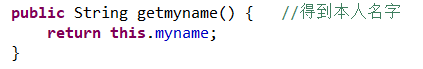 public String getmyname() {   //得到本人名字
    return this.myname;
}